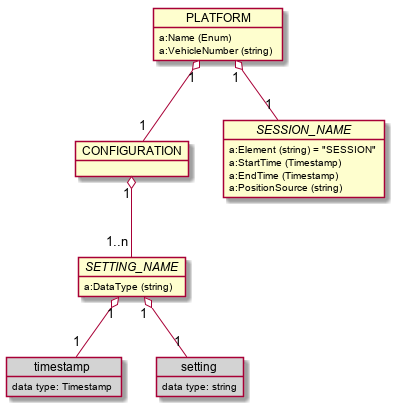 PLATFORM
a:Name (Enum)
a:VehicleNumber (string)
1
1
1
1
CONFIGURATION
SESSION_NAME
a:Element (string) = "SESSION"
a:StartTime (Timestamp)
a:EndTime (Timestamp)
a:PositionSource (string)
1
1..n
SETTING_NAME
a:DataType (string)
1
1
1
1
timestamp
data type: Timestamp
setting
data type: string